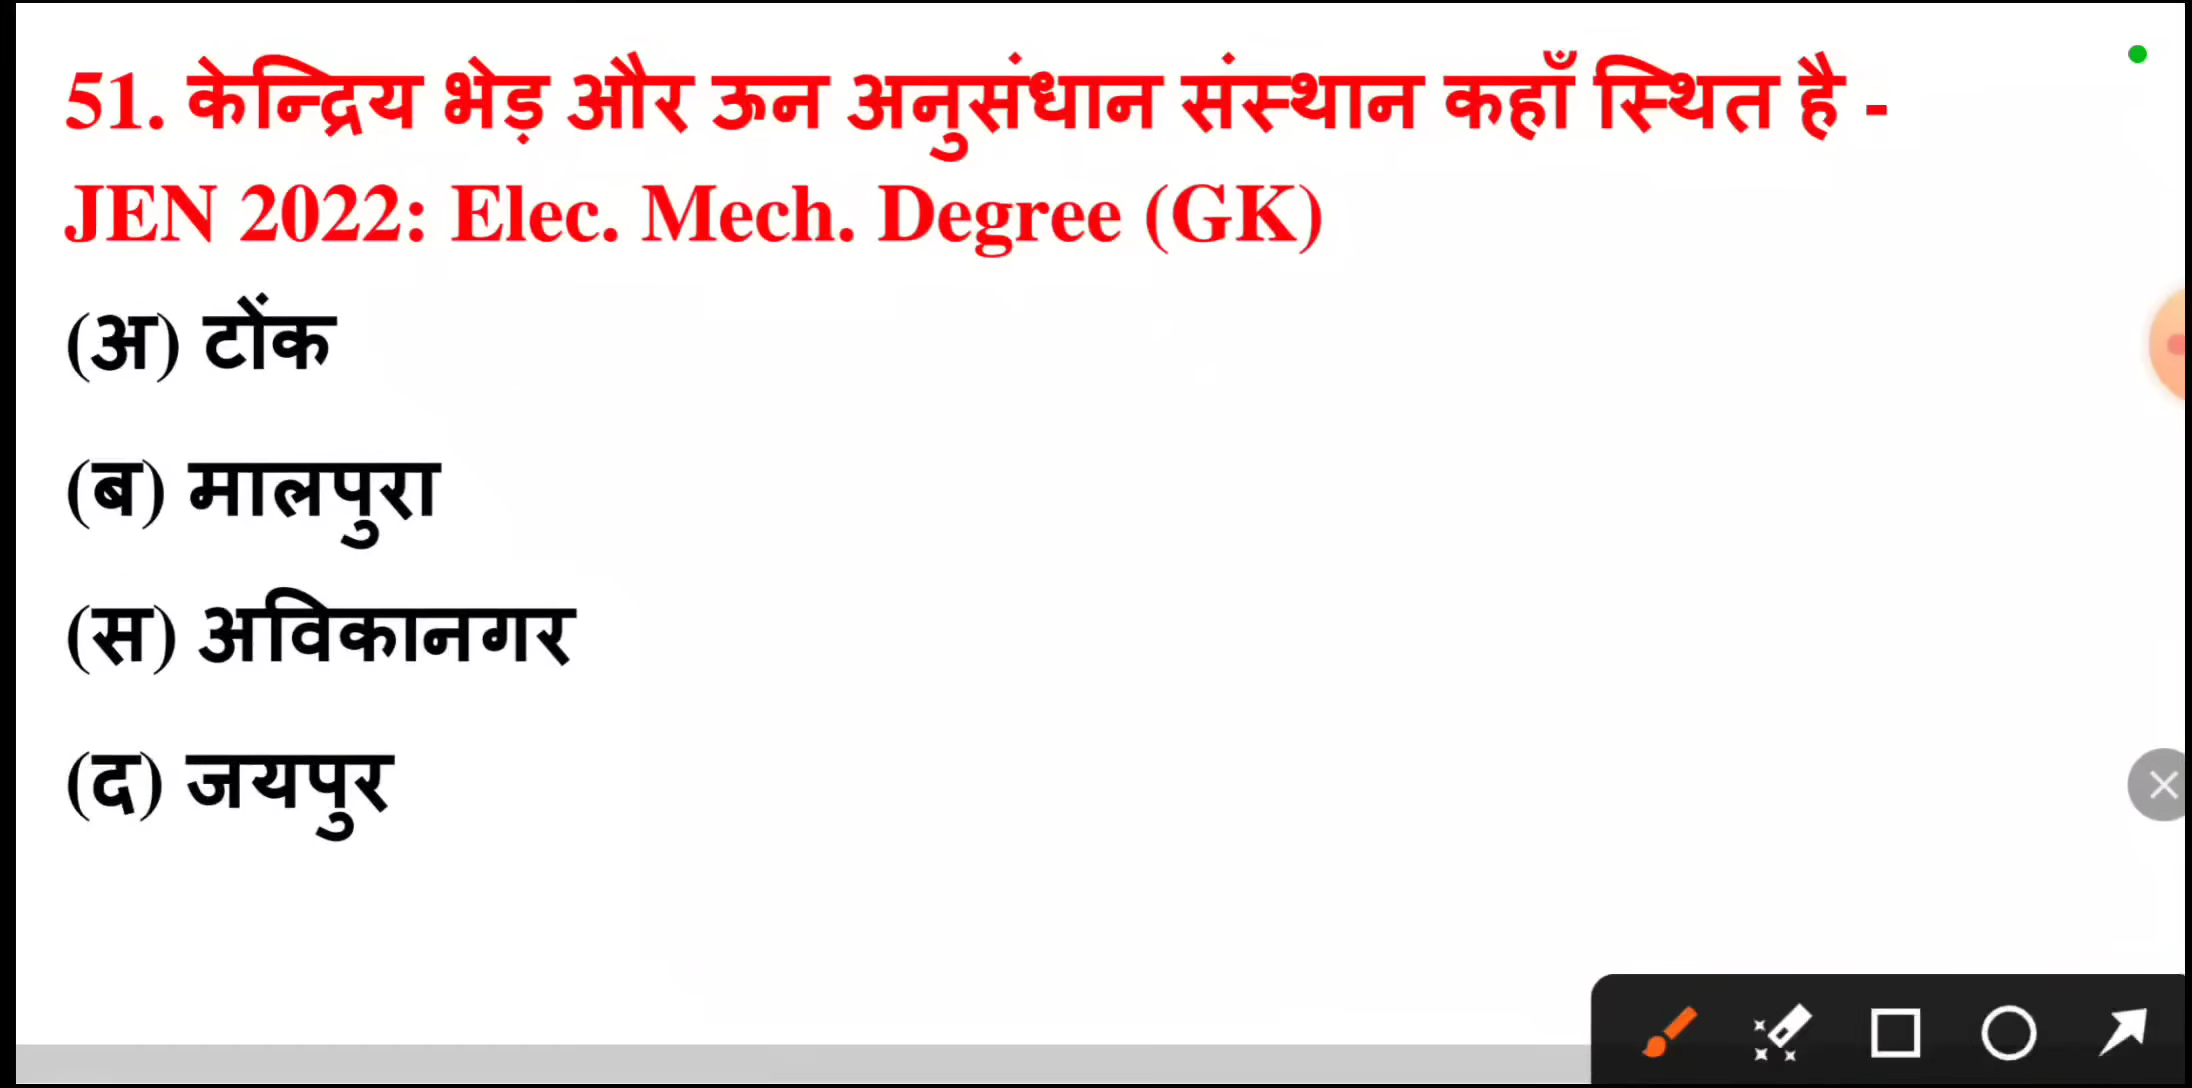 51. केन्द्रिय भेड़ और ऊन अनुसंधान संस्थान कहाँ स्थित है -
JEN 2022: Elec. Mech. Degree (GK)
(अ) टोंक
(ब) मालपुरा
(स) अविकानगर
(द) जयपुर